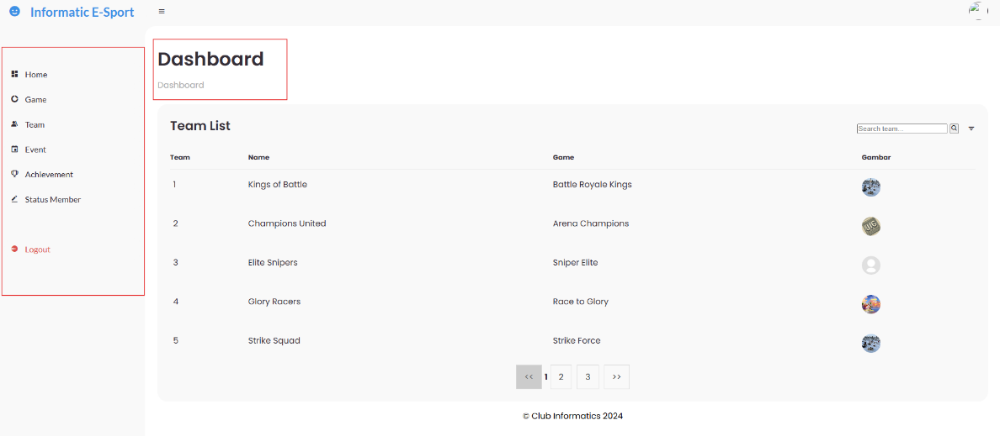 Informatic E-Sport
Home
Game
Team
Event
Achievement
Status Member
Logout
Dashboard
Dashboard
Team List
Search team...
Team Name Game Gambar
1 Kings of Battle Battle Royale Kings
2 Champions United Arena Champions
3 Elite Snipers Sniper Elite
4 Glory Racers Race to Glory
5 Strike Squad Strike Force
<< 1 2 3 >>
© Club Informatics 2024